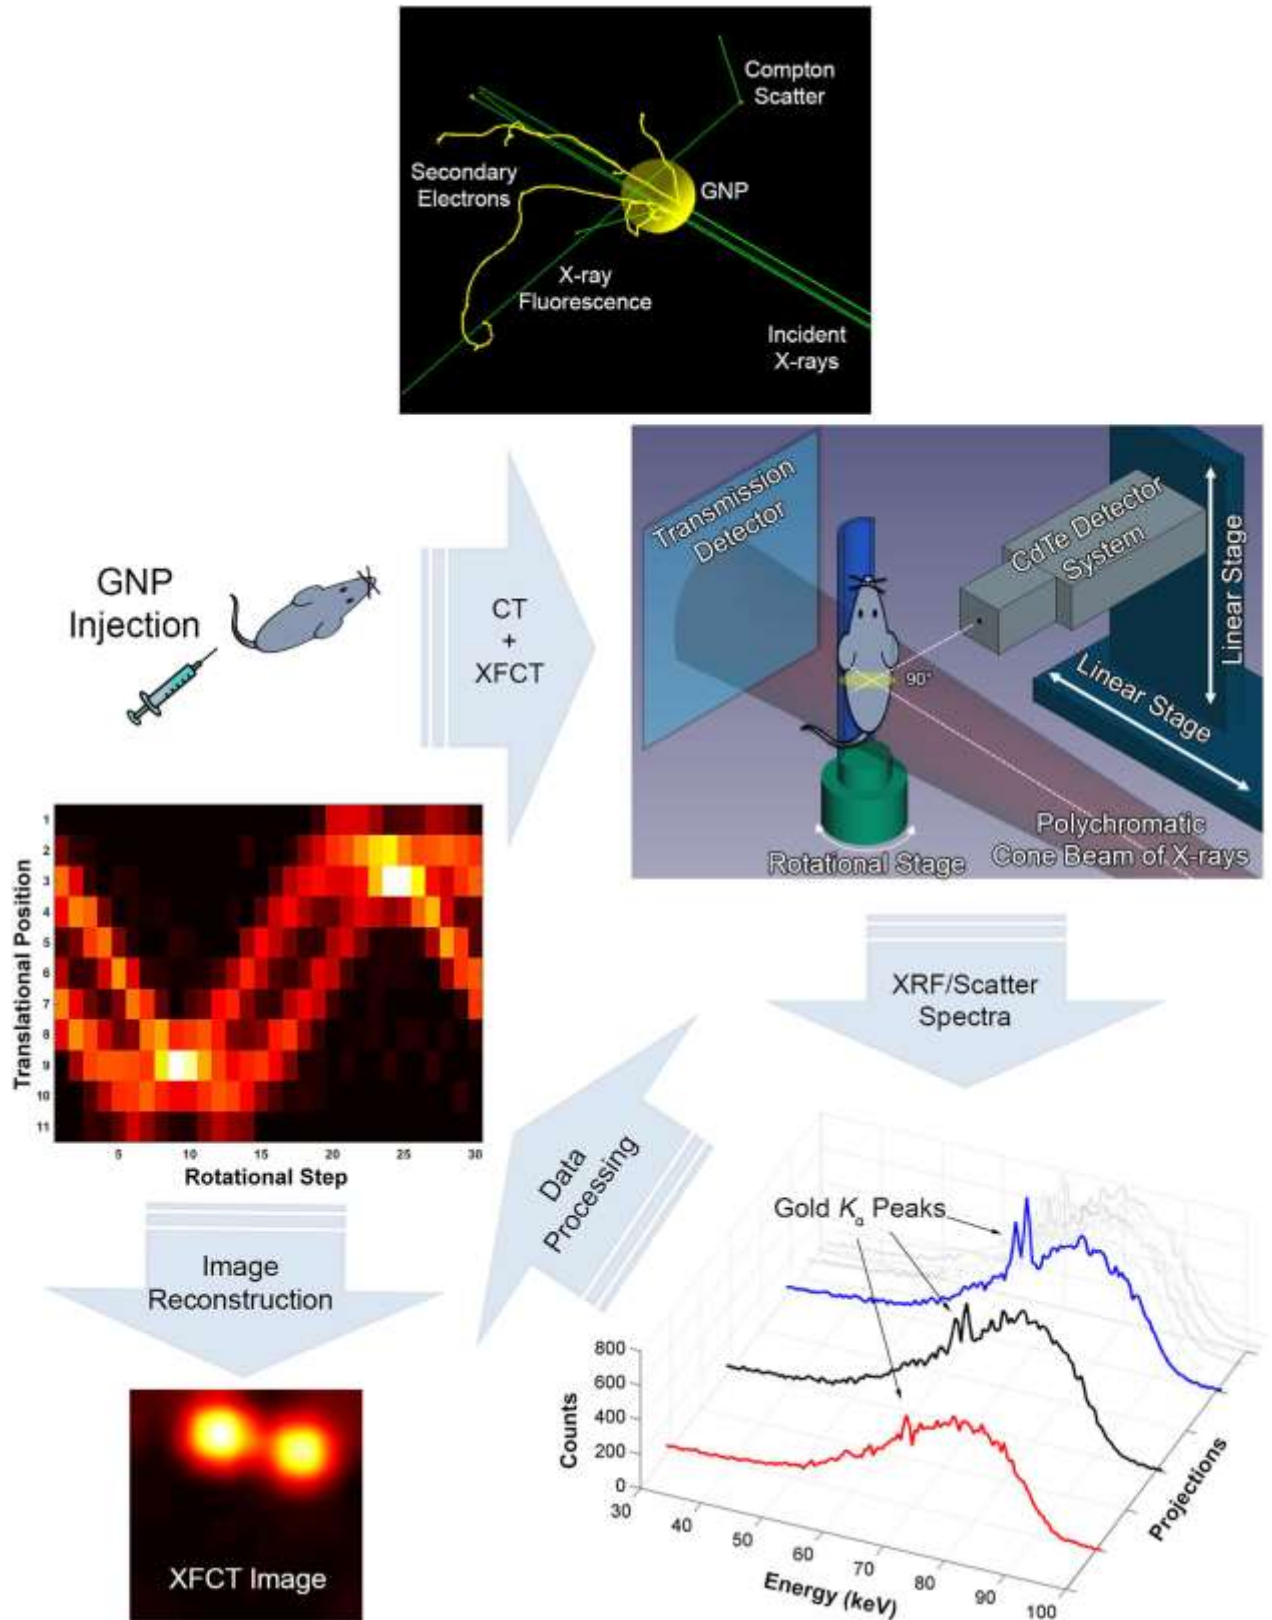 Compton
Scatter
Secondary
Electrons
GNP
X-ray
Fluorescence
Incident
X-rays
GNP
Injection
CT
+
XFCT
Transmission
Detector
CdTe Detector
System
Linear Stage
Linear Stage
90°
Polychromatic
Cone Beam of X-rays
Rotational Stage
Translational Position
1
2
3
4
5
6
7
8
9
10
11
5
10
15
20
25
30
Rotational Step
XRF/Scatter
Spectra
Data
Processing
Image
Reconstruction
XFCT Image
Gold Kα Peaks
Counts
800
600
400
200
0
30
40
50
60
70
80
90
100
Energy (keV)
Projections